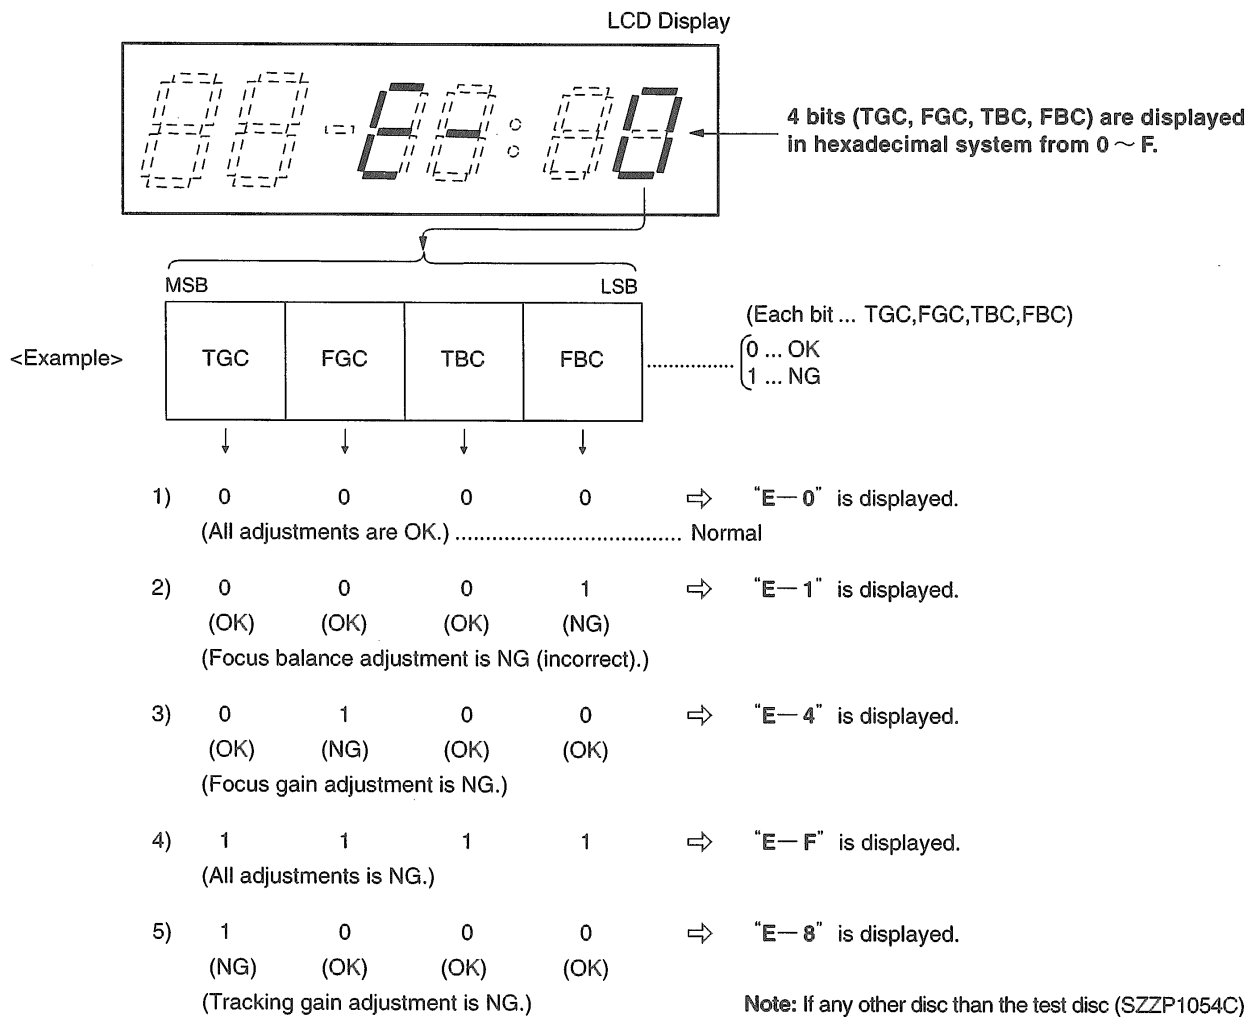 LCD Display
4 bits (TGC, FGC, TBC, FBC) are displayed
in hexadecimal system from 0 ~ F.
E - 0
MSB LSB
(Each bit ... TGC,FGC,TBC,FBC)
<Example> TGC FGC TBC FBC ............... 0 ... OK
1 ... NG
1) 0 0 0 0 ⇨ "E—0" is displayed.
(All adjustments are OK.) ...................................... Normal
2) 0 0 0 1 ⇨ "E—1" is displayed.
(OK) (OK) (OK) (NG)
(Focus balance adjustment is NG (incorrect).)
3) 0 1 0 0 ⇨ "E—4" is displayed.
(OK) (NG) (OK) (OK)
(Focus gain adjustment is NG.)
4) 1 1 1 1 ⇨ "E—F" is displayed.
(All adjustments is NG.)
5) 1 0 0 0 ⇨ "E—8" is displayed.
(NG) (OK) (OK) (OK)
(Tracking gain adjustment is NG.)
Note: If any other disc than the test disc (SZZP1054C)